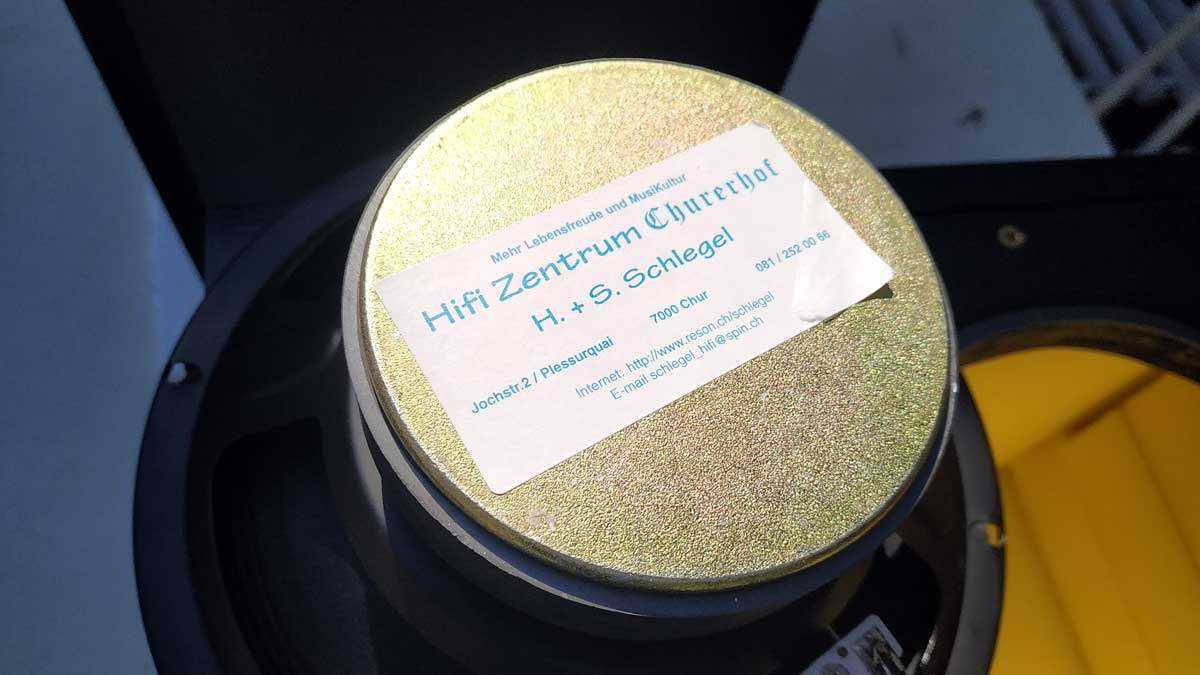 Mehr Lebensfreude und MusiKultur
Hifi Zentrum Churerhof
H. + S. Schlegel
Jochstr.2 / Plessurquai 7000 Chur 081 / 252 00 66
Internet: http://www.reson.ch/schlegel
E-mail schlegel_hifi@spin.ch